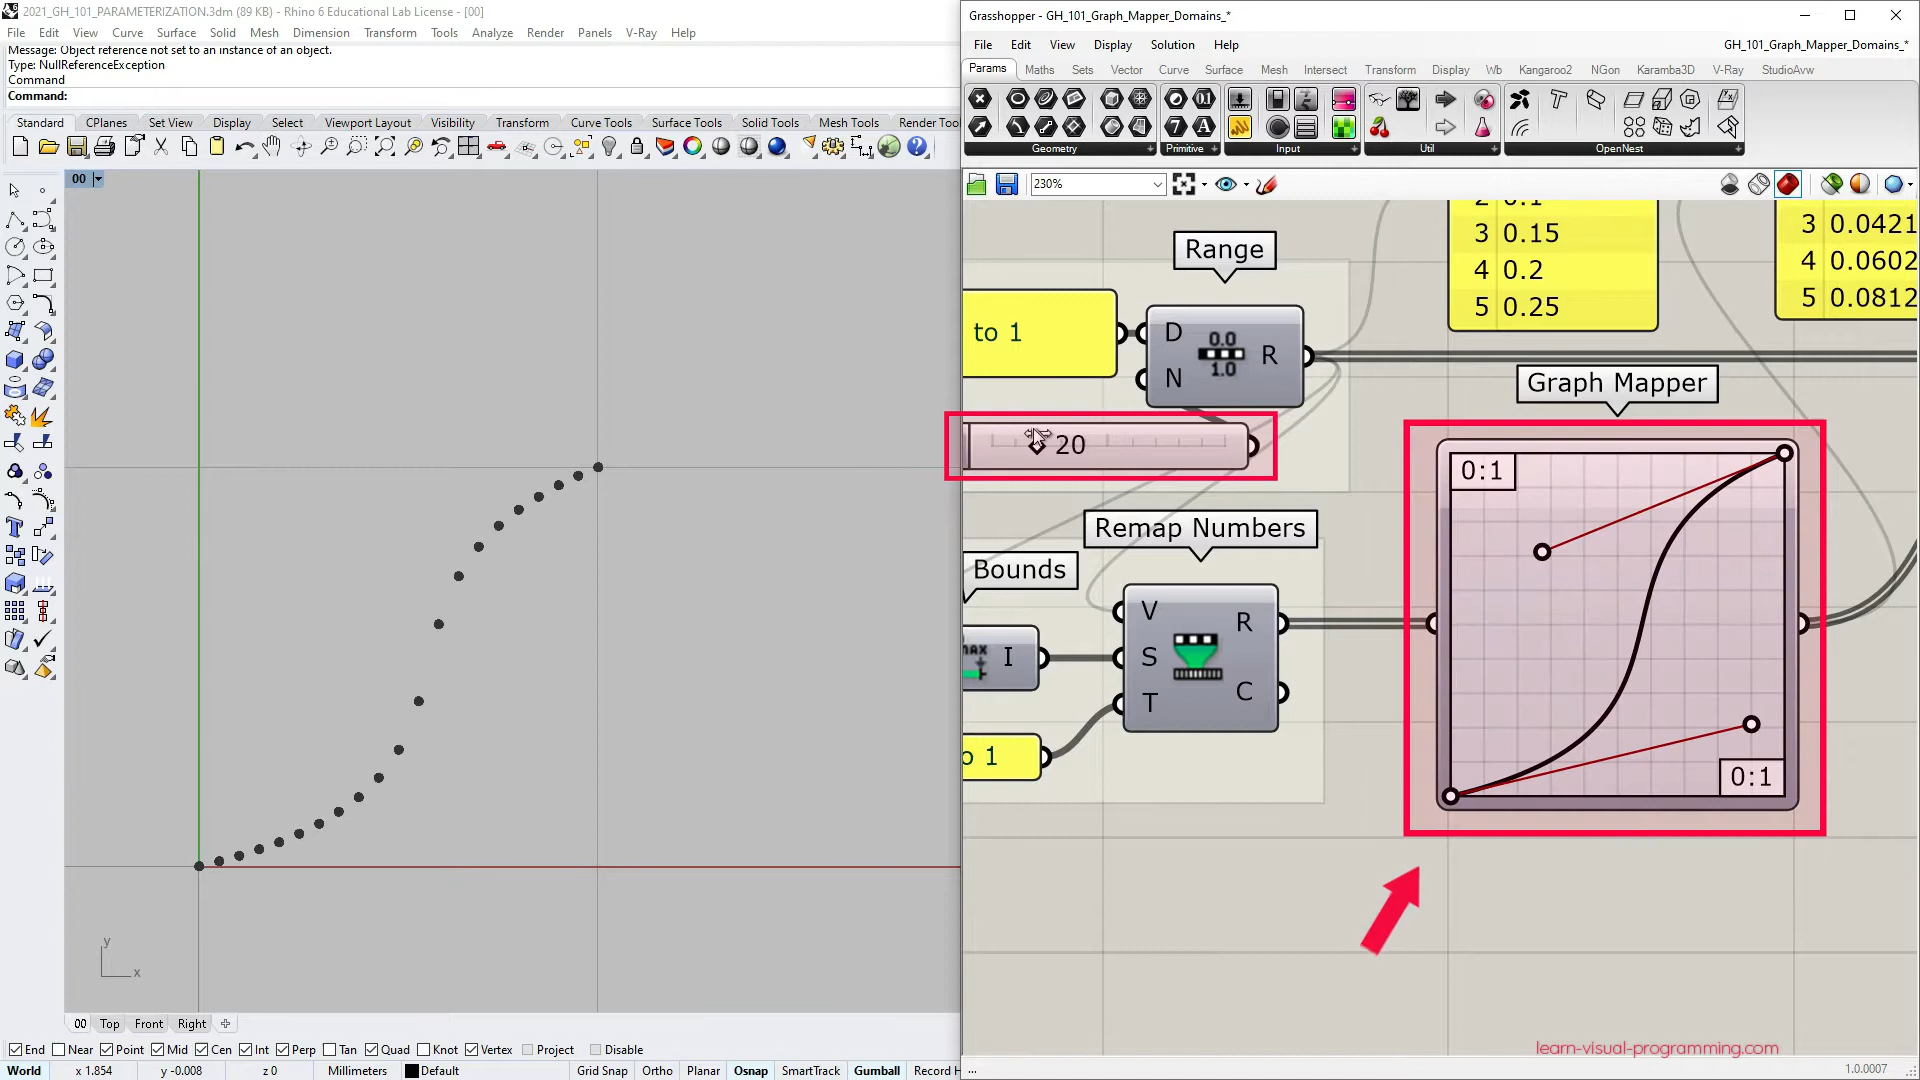 2021_GH_101_PARAMETERIZATION.3dm (89 KB) - Rhino 6 Educational Lab License - [00]
File Edit View Curve Surface Solid Mesh Dimension Transform Tools Analyze Render Panels V-Ray Help
Message: Object reference not set to an instance of an object.
Type: NullReferenceException
Command
Command:
Standard CPlanes Set View Display Select Viewport Layout Visibility Transform Curve Tools Surface Tools Solid Tools Mesh Tools Render Too
00
y
x
00 Top Front Right
End Near Point Mid Cen Int Perp Tan Quad Knot Vertex Project Disable
World x 1.854 y -0.008 z 0 Millimeters Default Grid Snap Ortho Planar Osnap SmartTrack Gumball Record H
Grasshopper - GH_101_Graph_Mapper_Domains_*
File Edit View Display Solution Help
GH_101_Graph_Mapper_Domains_*
Params Maths Sets Vector Curve Surface Mesh Intersect Transform Display Wb Kangaroo2 NGon Karamba3D V-Ray StudioAvw
Geometry Primitive Input Util OpenNest
230%
Range
to 1
D
N
0.0
1.0
R
20
2 0.1
3 0.15
4 0.2
5 0.25
3 0.0421
4 0.0602
5 0.0812
Remap Numbers
Bounds
I
V
S
T
R
C
o 1
Graph Mapper
0:1
0:1
learn-visual-programming.com
...
1.0.0007